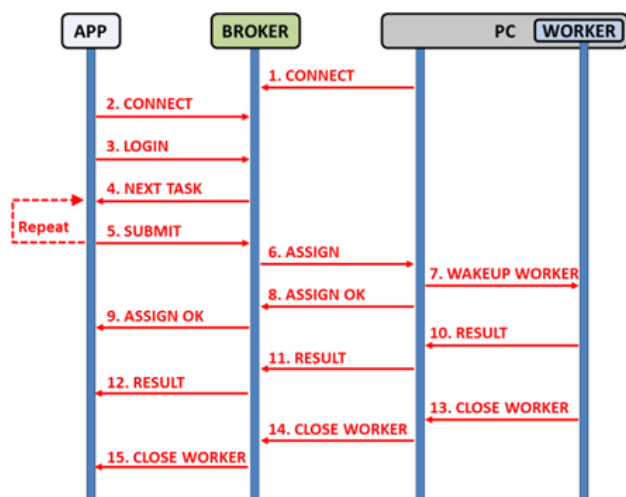 APP
BROKER
PC
WORKER
1. CONNECT
2. CONNECT
3. LOGIN
4. NEXT TASK
Repeat
5. SUBMIT
6. ASSIGN
7. WAKEUP WORKER
8. ASSIGN OK
9. ASSIGN OK
10. RESULT
11. RESULT
12. RESULT
13. CLOSE WORKER
14. CLOSE WORKER
15. CLOSE WORKER